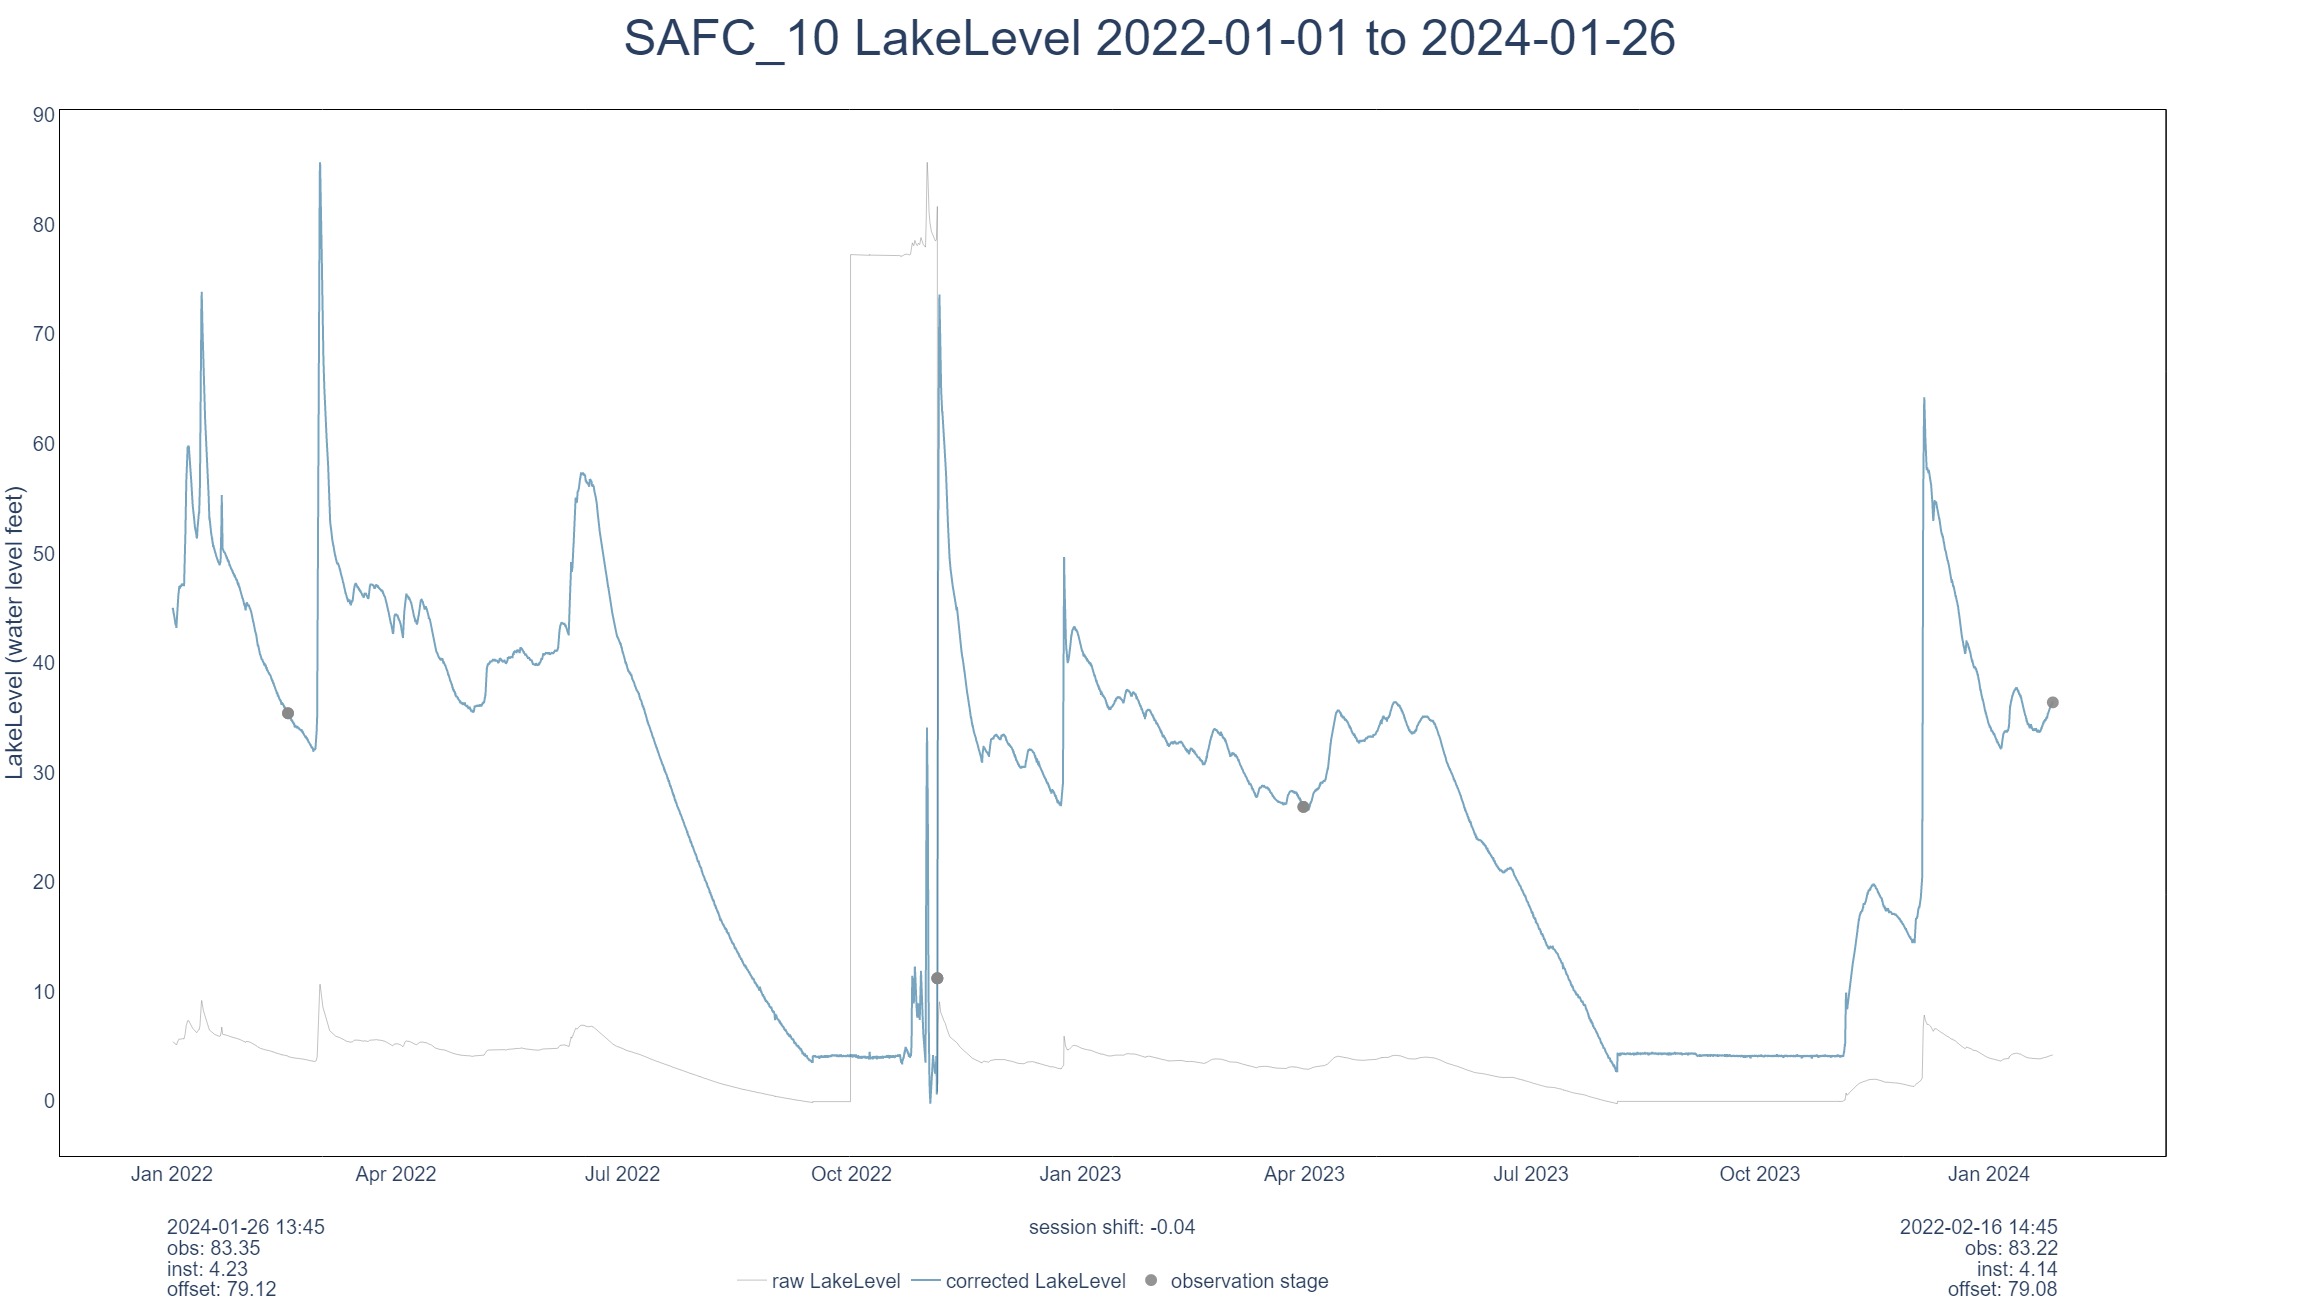 SAFC_10 LakeLevel 2022-01-01 to 2024-01-26
LakeLevel (water level feet)
90
80
70
60
50
40
30
20
10
0
Jan 2022 Apr 2022 Jul 2022 Oct 2022 Jan 2023 Apr 2023 Jul 2023 Oct 2023 Jan 2024
2024-01-26 13:45
obs: 83.35
inst: 4.23
offset: 79.12
session shift: -0.04
2022-02-16 14:45
obs: 83.22
inst: 4.14
offset: 79.08
raw LakeLevel corrected LakeLevel observation stage